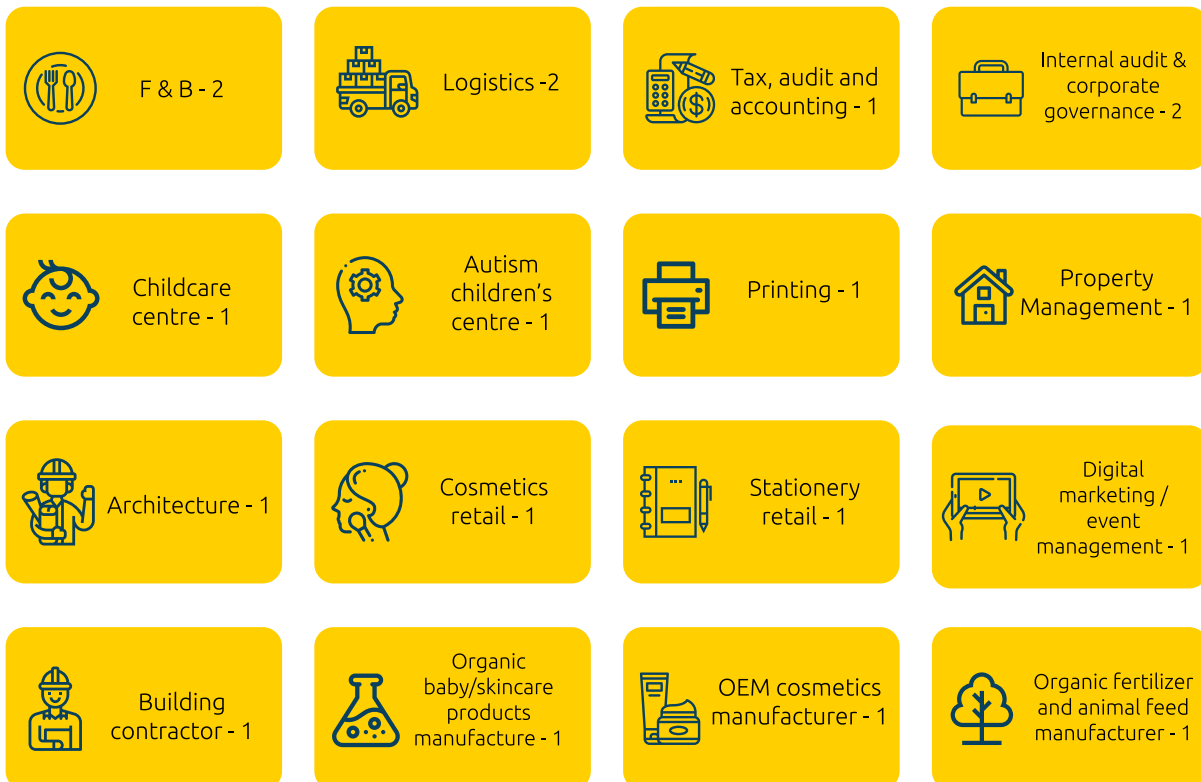 F & B - 2
Logistics -2
Tax, audit and
accounting - 1
Internal audit &
corporate
governance - 2
Childcare
centre - 1
Autism
children's
centre - 1
Printing - 1
Property
Management - 1
Architecture - 1
Cosmetics
retail - 1
Stationery
retail - 1
Digital
marketing /
event
management - 1
Building
contractor - 1
Organic
baby/skincare
products
manufacture - 1
OEM cosmetics
manufacturer - 1
Organic fertilizer
and animal feed
manufacturer - 1